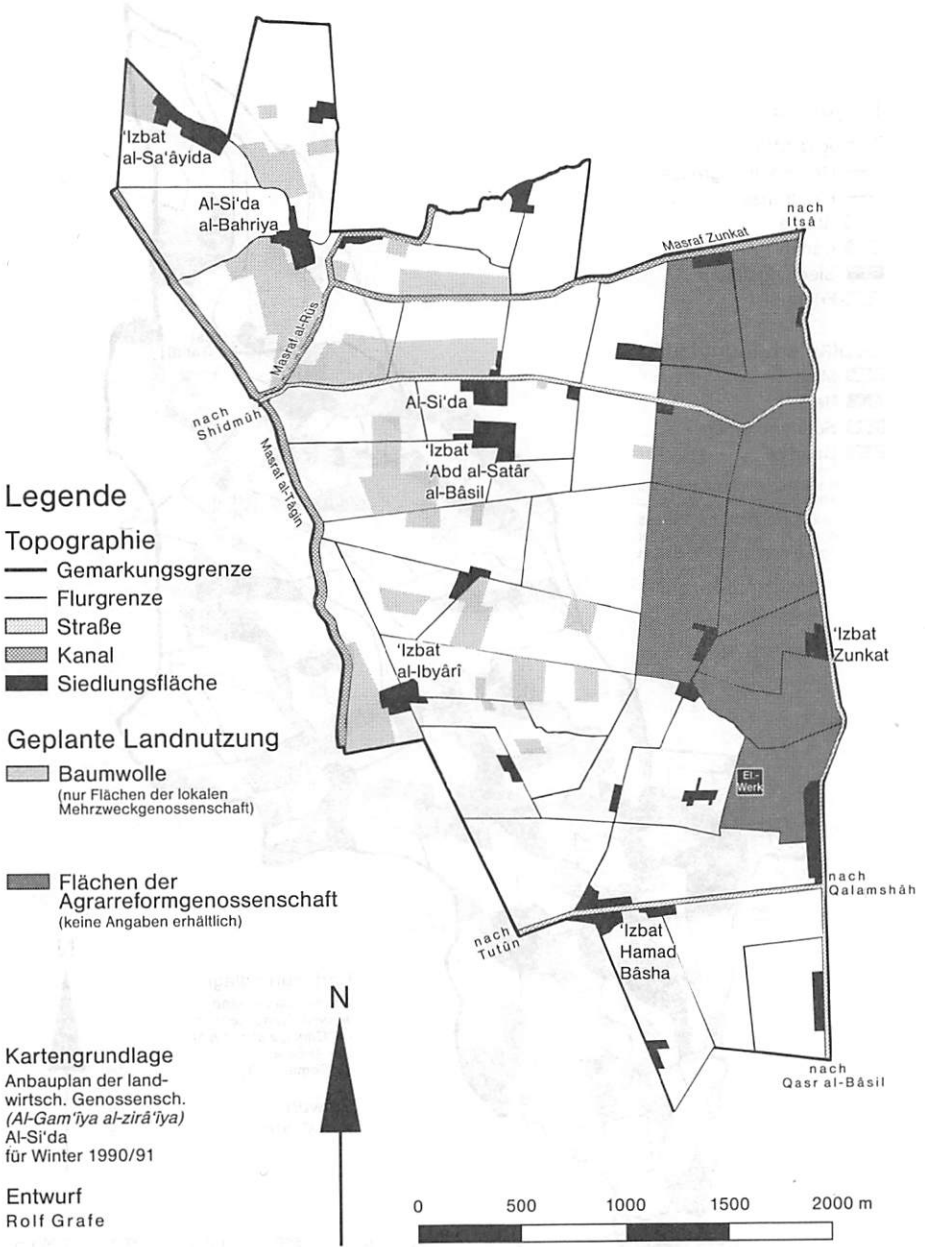 'Izbat
al-Sa'âyida
Al-Si'da
al-Bahriya
nach
Itsâ
Masraf Zunkat
Masraf al-Rûs
nach
Shidmûh
Al-Si'da
'Izbat
'Abd al-Satâr
al-Bâsil
Masraf al-Tâgin
'Izbat
al-Ibyârî
'Izbat
Zunkat
El.-
Werk
nach
Qalamshâh
nach
Tutûn
'Izbat
Hamad
Bâsha
nach
Qasr al-Bâsil
Legende
Topographie
Gemarkungsgrenze
Flurgrenze
Straße
Kanal
Siedlungsfläche
Geplante Landnutzung
Baumwolle
(nur Flächen der lokalen
Mehrzweckgenossenschaft)
Flächen der
Agrarreformgenossenschaft
(keine Angaben erhältlich)
Kartengrundlage
Anbauplan der land-
wirtsch. Genossensch.
(Al-Gam'îya al-zirâ'îya)
Al-Si'da
für Winter 1990/91
Entwurf
Rolf Grafe
N
0 500 1000 1500 2000 m